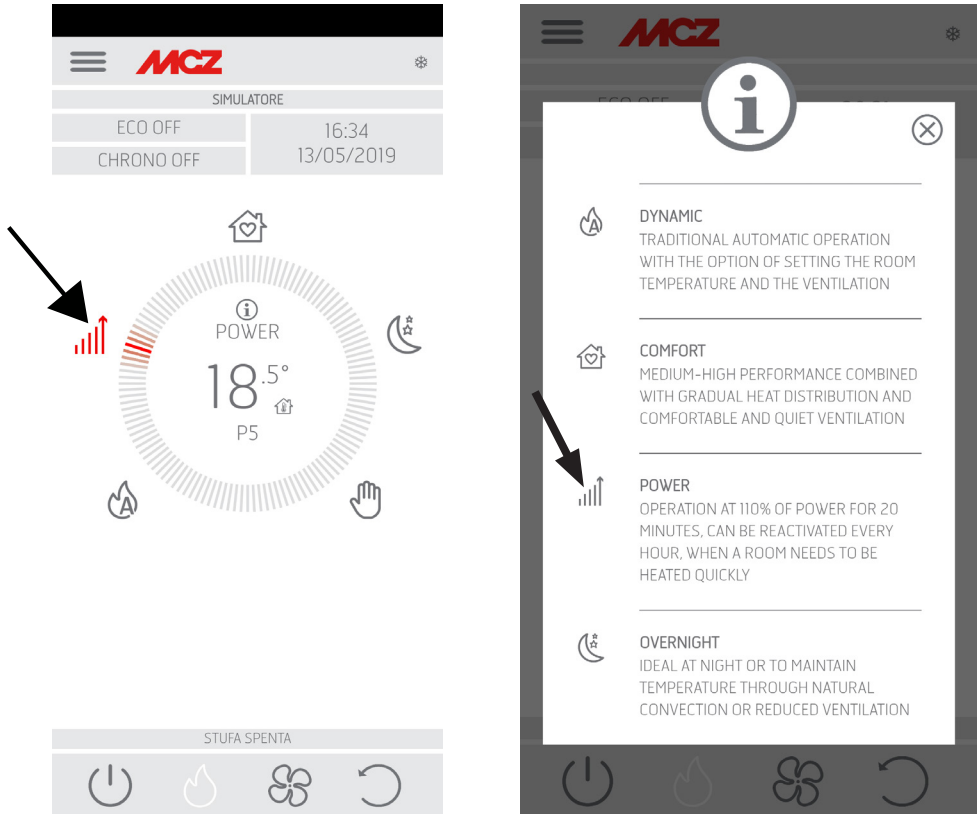 MCZ
SIMULATORE
ECO OFF
CHRONO OFF
16:34
13/05/2019
POWER
18.5°
P5
A
STUFA SPENTA
MCZ
ECO OFF
i
DYNAMIC
TRADITIONAL AUTOMATIC OPERATION
WITH THE OPTION OF SETTING THE ROOM
TEMPERATURE AND THE VENTILATION
COMFORT
MEDIUM-HIGH PERFORMANCE COMBINED
WITH GRADUAL HEAT DISTRIBUTION AND
COMFORTABLE AND QUIET VENTILATION
POWER
OPERATION AT 110% OF POWER FOR 20
MINUTES, CAN BE REACTIVATED EVERY
HOUR, WHEN A ROOM NEEDS TO BE
HEATED QUICKLY
OVERNIGHT
IDEAL AT NIGHT OR TO MAINTAIN
TEMPERATURE THROUGH NATURAL
CONVECTION OR REDUCED VENTILATION